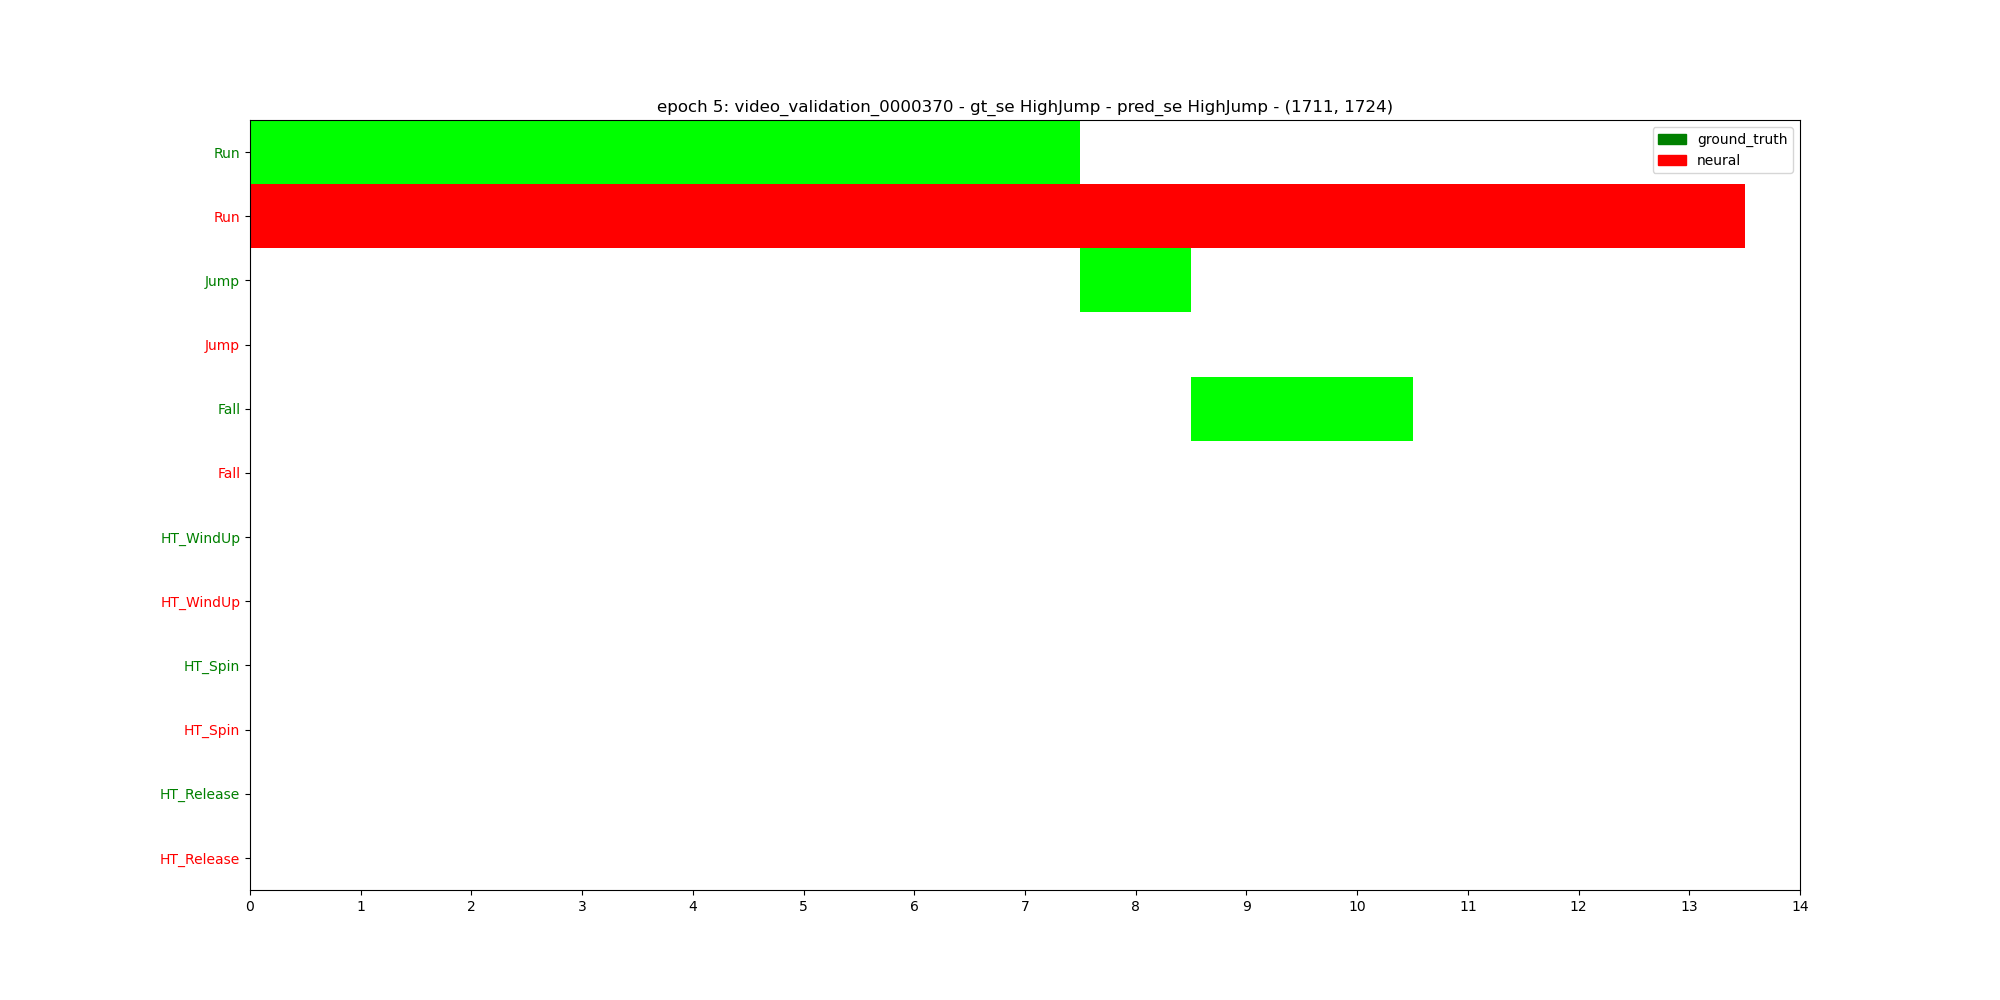 epoch 5: video_validation_0000370 - gt_se HighJump - pred_se HighJump - (1711, 1724)
ground_truth
neural
Run
Run
Jump
Jump
Fall
Fall
HT_WindUp
HT_WindUp
HT_Spin
HT_Spin
HT_Release
HT_Release
0 1 2 3 4 5 6 7 8 9 10 11 12 13 14